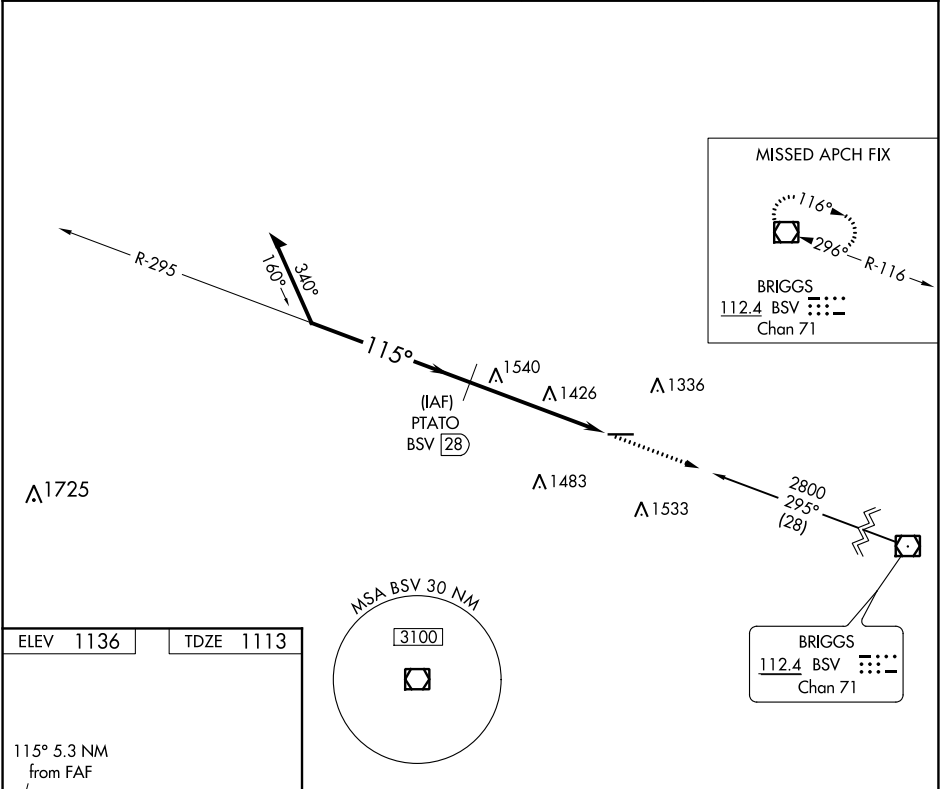 MISSED APCH FIX
116°
296°
R-116
BRIGGS
112.4 BSV
Chan 71
R-295
340°
160°
115°
1540
1426
1336
(IAF)
PTATO
BSV 28
1725
1483
1533
2800
295°
(28)
MSA BSV 30 NM
3100
BRIGGS
112.4 BSV
Chan 71
ELEV 1136
TDZE 1113
115° 5.3 NM
from FAF